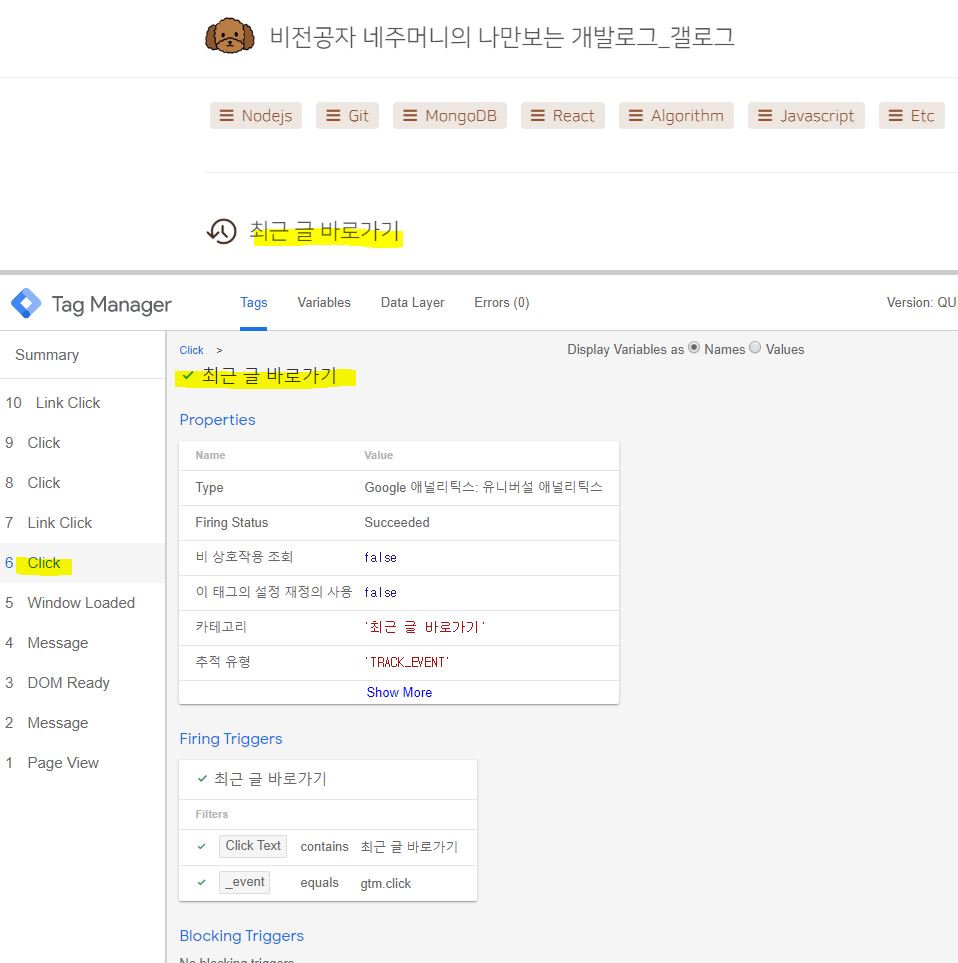 비전공자 네주머니의 나만보는 개발로그_갤로그
Nodejs Git MongoDB React Algorithm Javascript Etc
최근 글 바로가기
Tag Manager Tags Variables Data Layer Errors (0) Version: QU
Summary
10 Link Click
9 Click
8 Click
7 Link Click
6 Click
5 Window Loaded
4 Message
3 DOM Ready
2 Message
1 Page View
Click >
Display Variables as Names Values
최근 글 바로가기
Properties
Name Value
Type Google 애널리틱스: 유니버설 애널리틱스
Firing Status Succeeded
비 상호작용 조회 false
이 태그의 설정 재정의 사용 false
카테고리 '최근 글 바로가기'
추적 유형 'TRACK_EVENT'
Show More
Firing Triggers
최근 글 바로가기
Filters
Click Text contains 최근 글 바로가기
_event equals gtm.click
Blocking Triggers
No blocking triggers